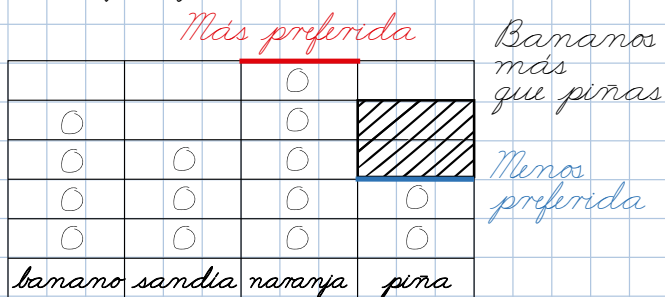 Más preferida
Bananos
más
que piñas
Menos
preferida
banano sandía naranja piña